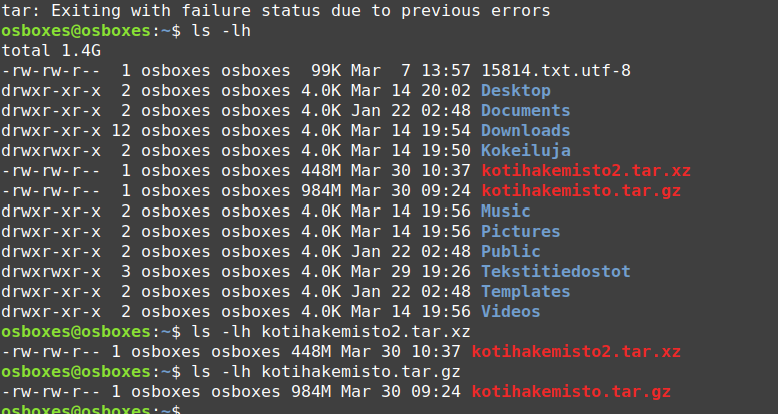 tar: Exiting with failure status due to previous errors
osboxes@osboxes:~$ ls -lh
total 1.4G
-rw-rw-r--  1 osboxes osboxes  99K Mar  7 13:57 15814.txt.utf-8
drwxr-xr-x  2 osboxes osboxes 4.0K Mar 14 20:02 Desktop
drwxr-xr-x  2 osboxes osboxes 4.0K Jan 22 02:48 Documents
drwxr-xr-x 12 osboxes osboxes 4.0K Mar 14 19:54 Downloads
drwxrwxr-x  2 osboxes osboxes 4.0K Mar 14 19:50 Kokeiluja
-rw-rw-r--  1 osboxes osboxes 448M Mar 30 10:37 kotihakemisto2.tar.xz
-rw-rw-r--  1 osboxes osboxes 984M Mar 30 09:24 kotihakemisto.tar.gz
drwxr-xr-x  2 osboxes osboxes 4.0K Mar 14 19:56 Music
drwxr-xr-x  2 osboxes osboxes 4.0K Mar 14 19:56 Pictures
drwxr-xr-x  2 osboxes osboxes 4.0K Jan 22 02:48 Public
drwxrwxr-x  3 osboxes osboxes 4.0K Mar 29 19:26 Tekstitiedostot
drwxr-xr-x  2 osboxes osboxes 4.0K Jan 22 02:48 Templates
drwxr-xr-x  2 osboxes osboxes 4.0K Mar 14 19:56 Videos
osboxes@osboxes:~$ ls -lh kotihakemisto2.tar.xz
-rw-rw-r-- 1 osboxes osboxes 448M Mar 30 10:37 kotihakemisto2.tar.xz
osboxes@osboxes:~$ ls -lh kotihakemisto.tar.gz
-rw-rw-r-- 1 osboxes osboxes 984M Mar 30 09:24 kotihakemisto.tar.gz
osboxes@osboxes:~$